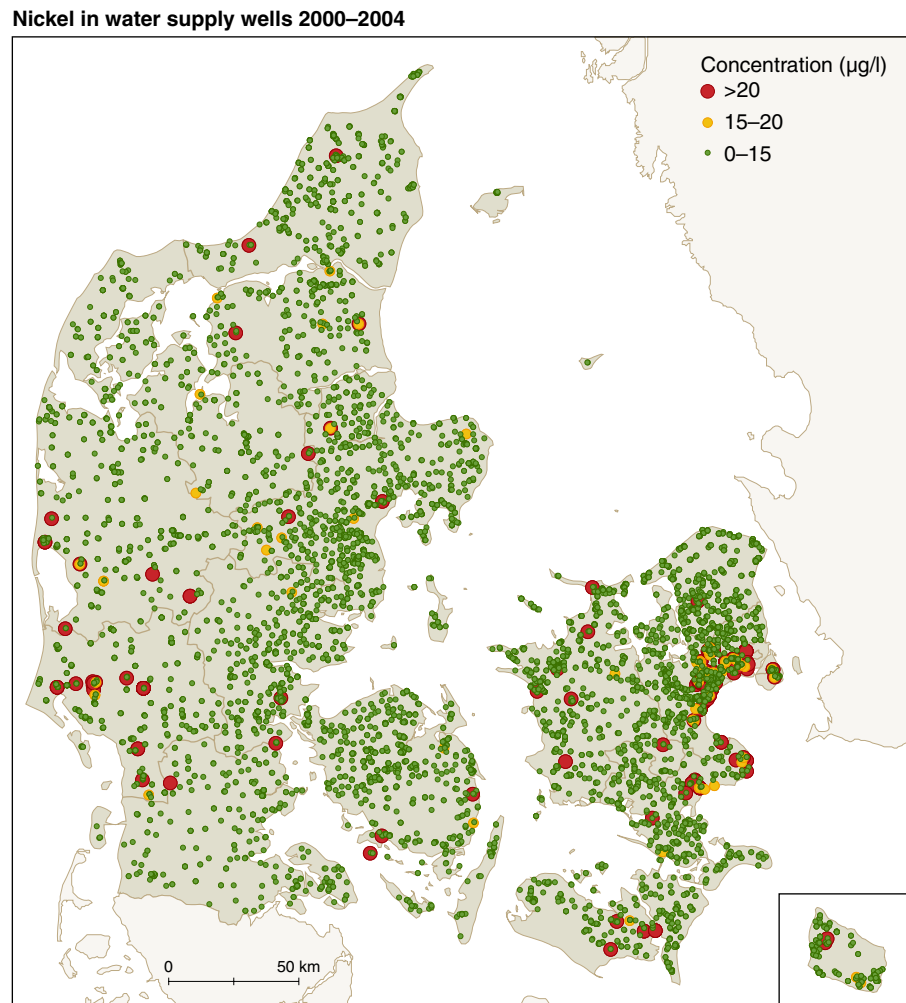 Nickel in water supply wells 2000–2004
Concentration (µg/l)
>20
15–20
0–15
0 50 km